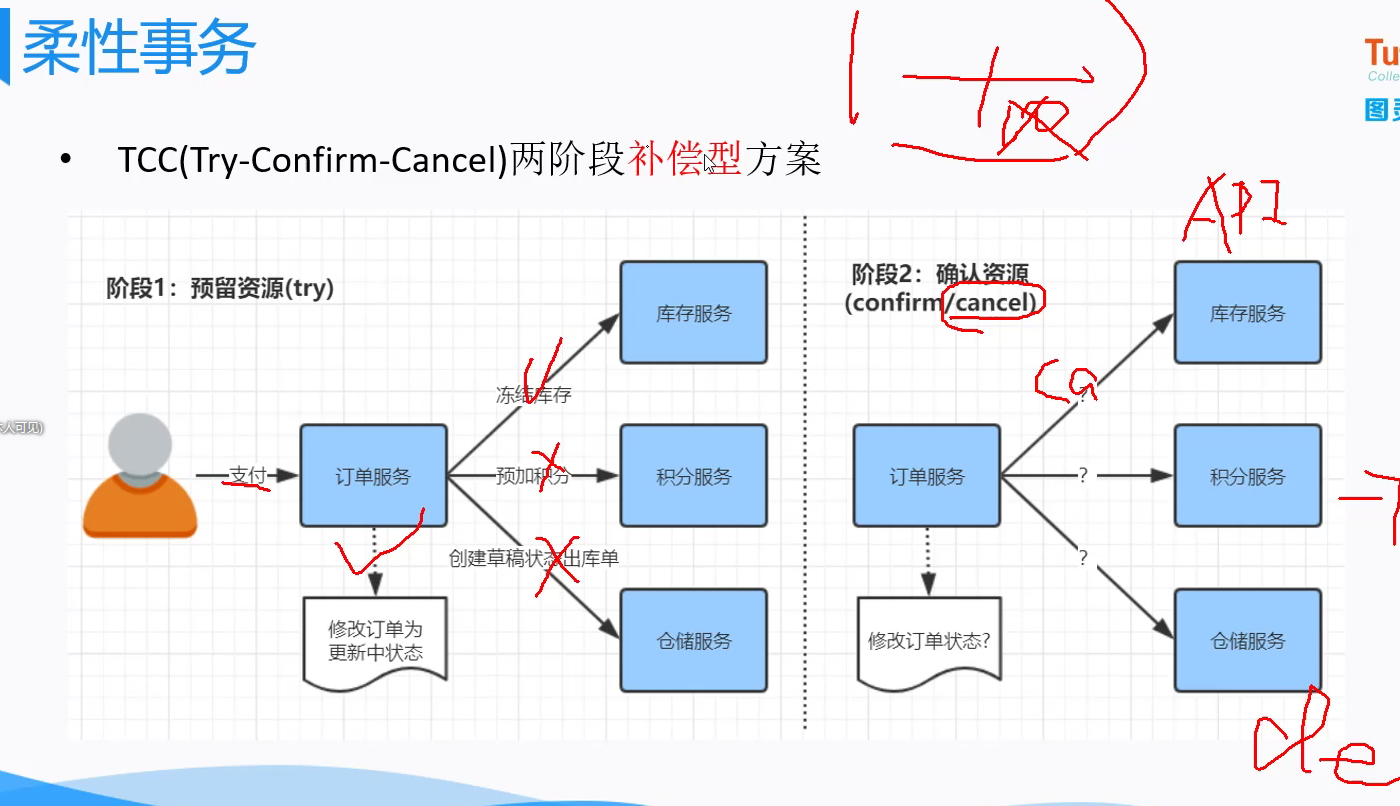 柔性事务
Tu
Colle
图灵
• TCC(Try-Confirm-Cancel)两阶段补偿型方案
API
阶段1：预留资源(try)
阶段2：确认资源
(confirm/cancel)
库存服务
库存服务
冻结库存
ca
?
人可见)
支付
订单服务
预加积分
积分服务
订单服务
?
积分服务
创建草稿状态出库单
?
修改订单为
更新中状态
仓储服务
修改订单状态?
仓储服务